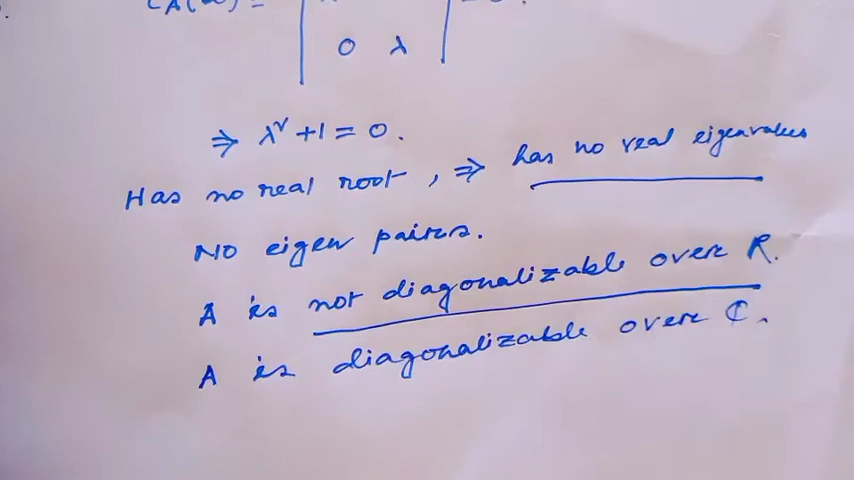 0 λ
⇒ λ² + 1 = 0.
Has no real root, ⇒ has no real eigenvalues
No eigen pairs.
A is not diagonalizable over R.
A is diagonalizable over ℂ.